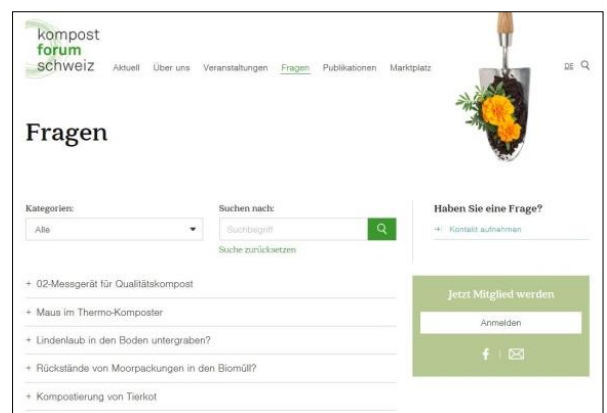 kompost
forum
schweiz
Aktuell Über uns Veranstaltungen Fragen Publikationen Marktplatz
DE
Fragen
Kategorien:
Alle
Suchen nach:
Suchbegriff
Suche zurücksetzen
Haben Sie eine Frage?
Kontakt aufnehmen
+ 02-Messgerät für Qualitätskompost
+ Maus im Thermo-Komposter
+ Lindenlaub in den Boden untergraben?
+ Rückstände von Moorpackungen in den Biomüll?
+ Kompostierung von Tierkot
Jetzt Mitglied werden
Anmelden